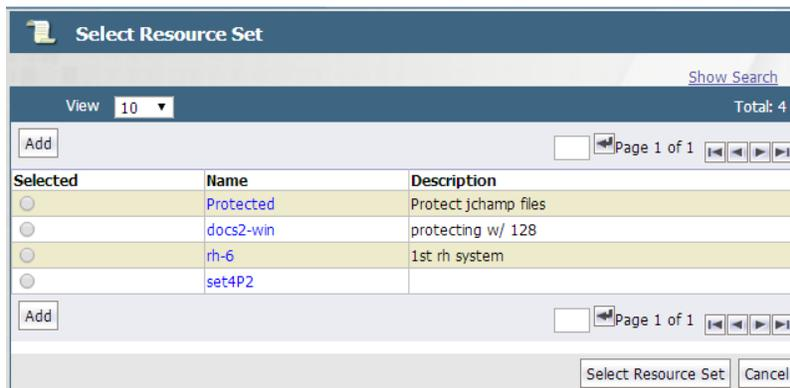 Select Resource Set
Show Search
View 10 Total: 4
Add Page 1 of 1
Selected Name Description
Protected Protect jchamp files
docs2-win protecting w/ 128
rh-6 1st rh system
set4P2
Add Page 1 of 1
Select Resource Set Cancel